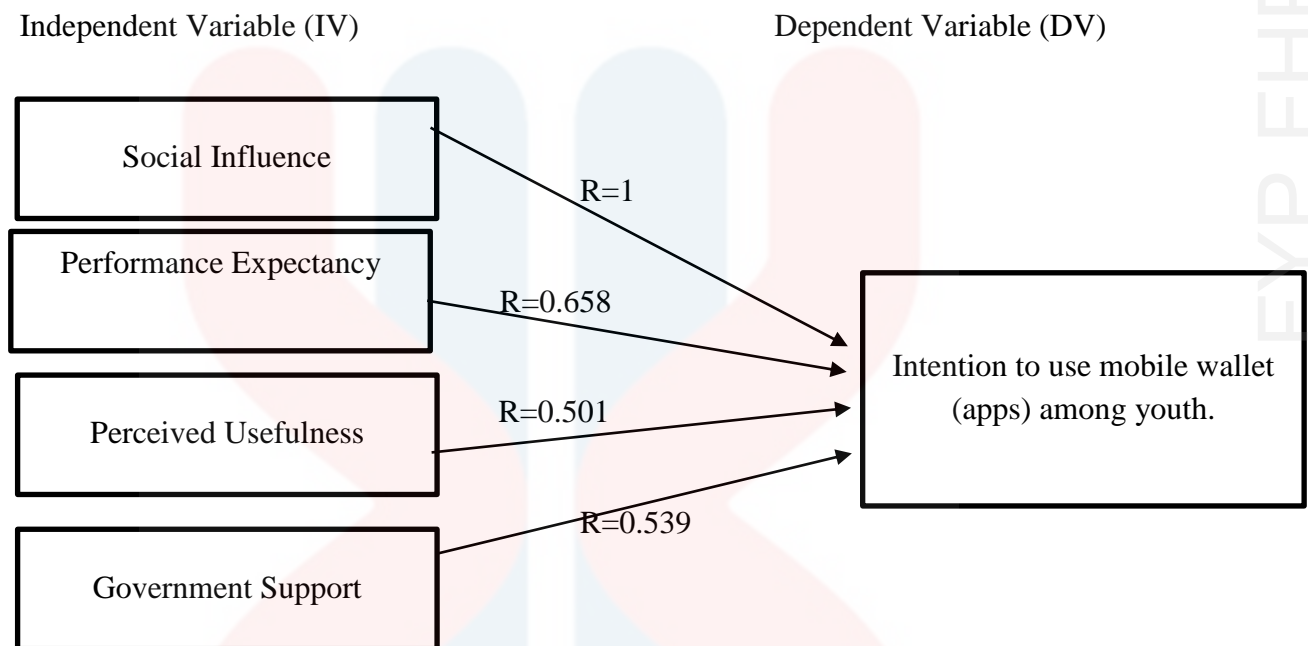 Independent Variable (IV)
Dependent Variable (DV)
Social Influence
R=1
Performance Expectancy
R=0.658
Intention to use mobile wallet
(apps) among youth.
Perceived Usefulness
R=0.501
R=0.539
Government Support
FYP